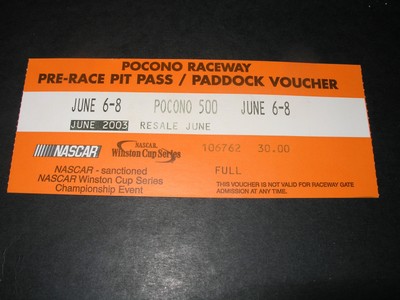 POCONO RACEWAY
PRE-RACE PIT PASS / PADDOCK VOUCHER
JUNE 6-8 POCONO 500 JUNE 6-8
JUNE 2003 RESALE JUNE
NASCAR NASCAR Winston Cup Series 106762 30.00
FULL
NASCAR - sanctioned
NASCAR Winston Cup Series
Championship Event
THIS VOUCHER IS NOT VALID FOR RACEWAY GATE
ADMISSION AT ANY TIME.